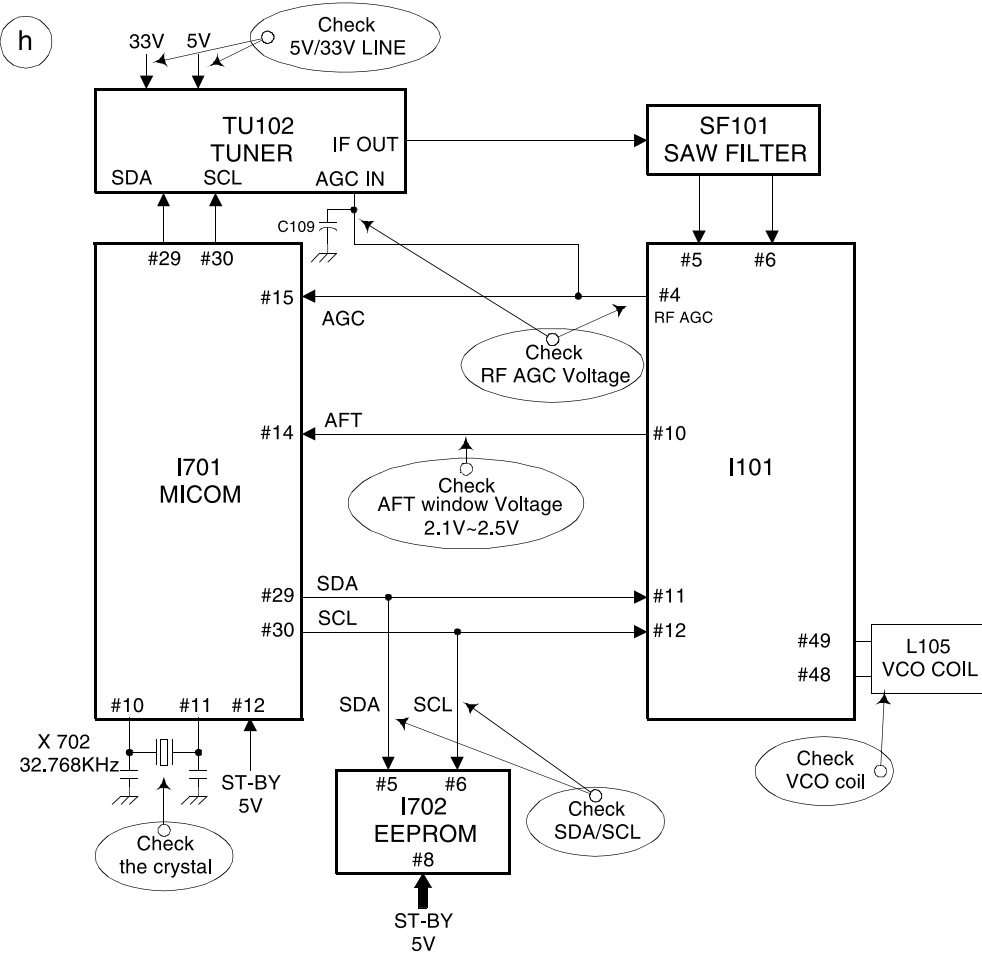 h
33V 5V
Check
5V/33V LINE
TU102
TUNER
IF OUT
SDA SCL AGC IN
SF101
SAW FILTER
C109
#29 #30
#5 #6
#15
AGC
#4
RF AGC
Check
RF AGC Voltage
#14
AFT
#10
I701
MICOM
I101
Check
AFT window Voltage
2.1V~2.5V
#29
SDA
#11
#30
SCL
#12
#49
#48
L105
VCO COIL
#10 #11 #12
SDA SCL
X 702
32.768KHz
ST-BY
5V
Check
the crystal
#5 #6
I702
EEPROM
#8
ST-BY
5V
Check
SDA/SCL
Check
VCO coil